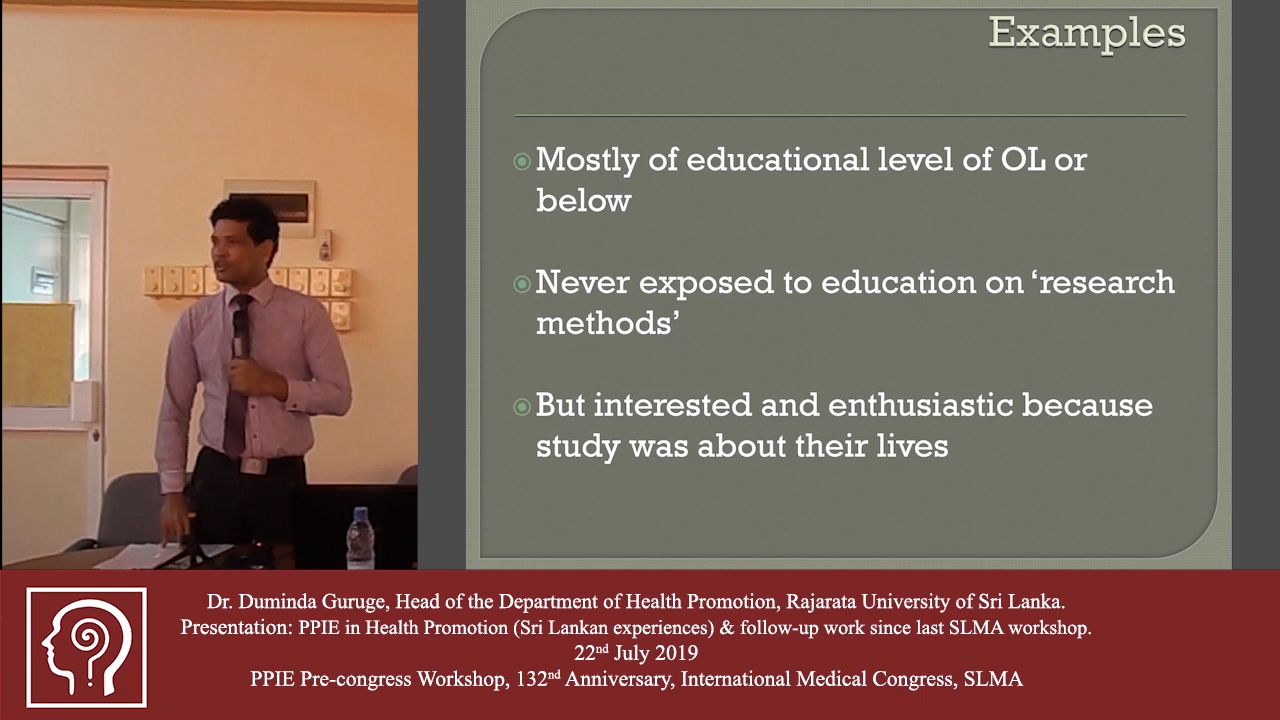 Examples
Mostly of educational level of OL or
below
Never exposed to education on ‘research
methods’
But interested and enthusiastic because
study was about their lives
Dr. Duminda Guruge, Head of the Department of Health Promotion, Rajarata University of Sri Lanka.
Presentation: PPIE in Health Promotion (Sri Lankan experiences) & follow-up work since last SLMA workshop.
22nd July 2019
PPIE Pre-congress Workshop, 132nd Anniversary, International Medical Congress, SLMA